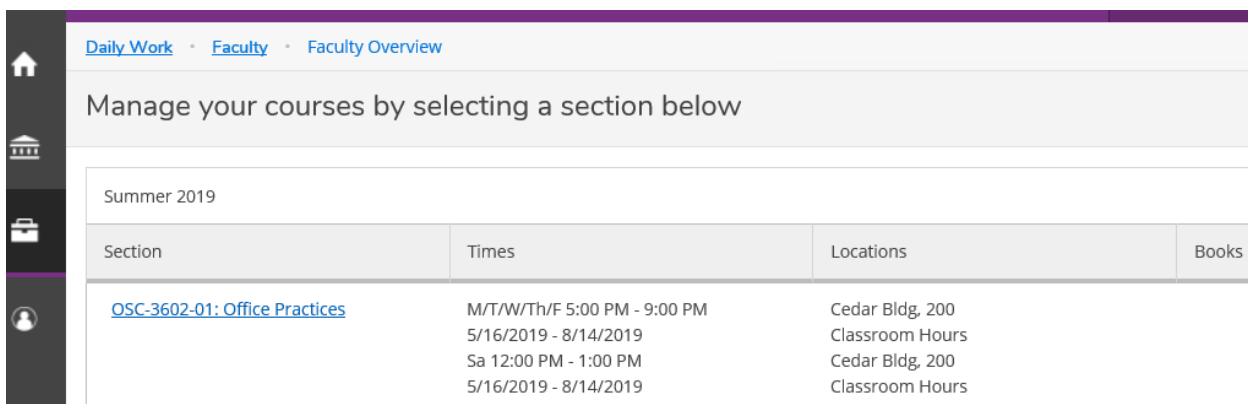 Daily Work · Faculty · Faculty Overview
Manage your courses by selecting a section below
Summer 2019
Section Times Locations Books
OSC-3602-01: Office Practices M/T/W/Th/F 5:00 PM - 9:00 PM Cedar Bldg, 200
5/16/2019 - 8/14/2019 Classroom Hours
Sa 12:00 PM - 1:00 PM Cedar Bldg, 200
5/16/2019 - 8/14/2019 Classroom Hours